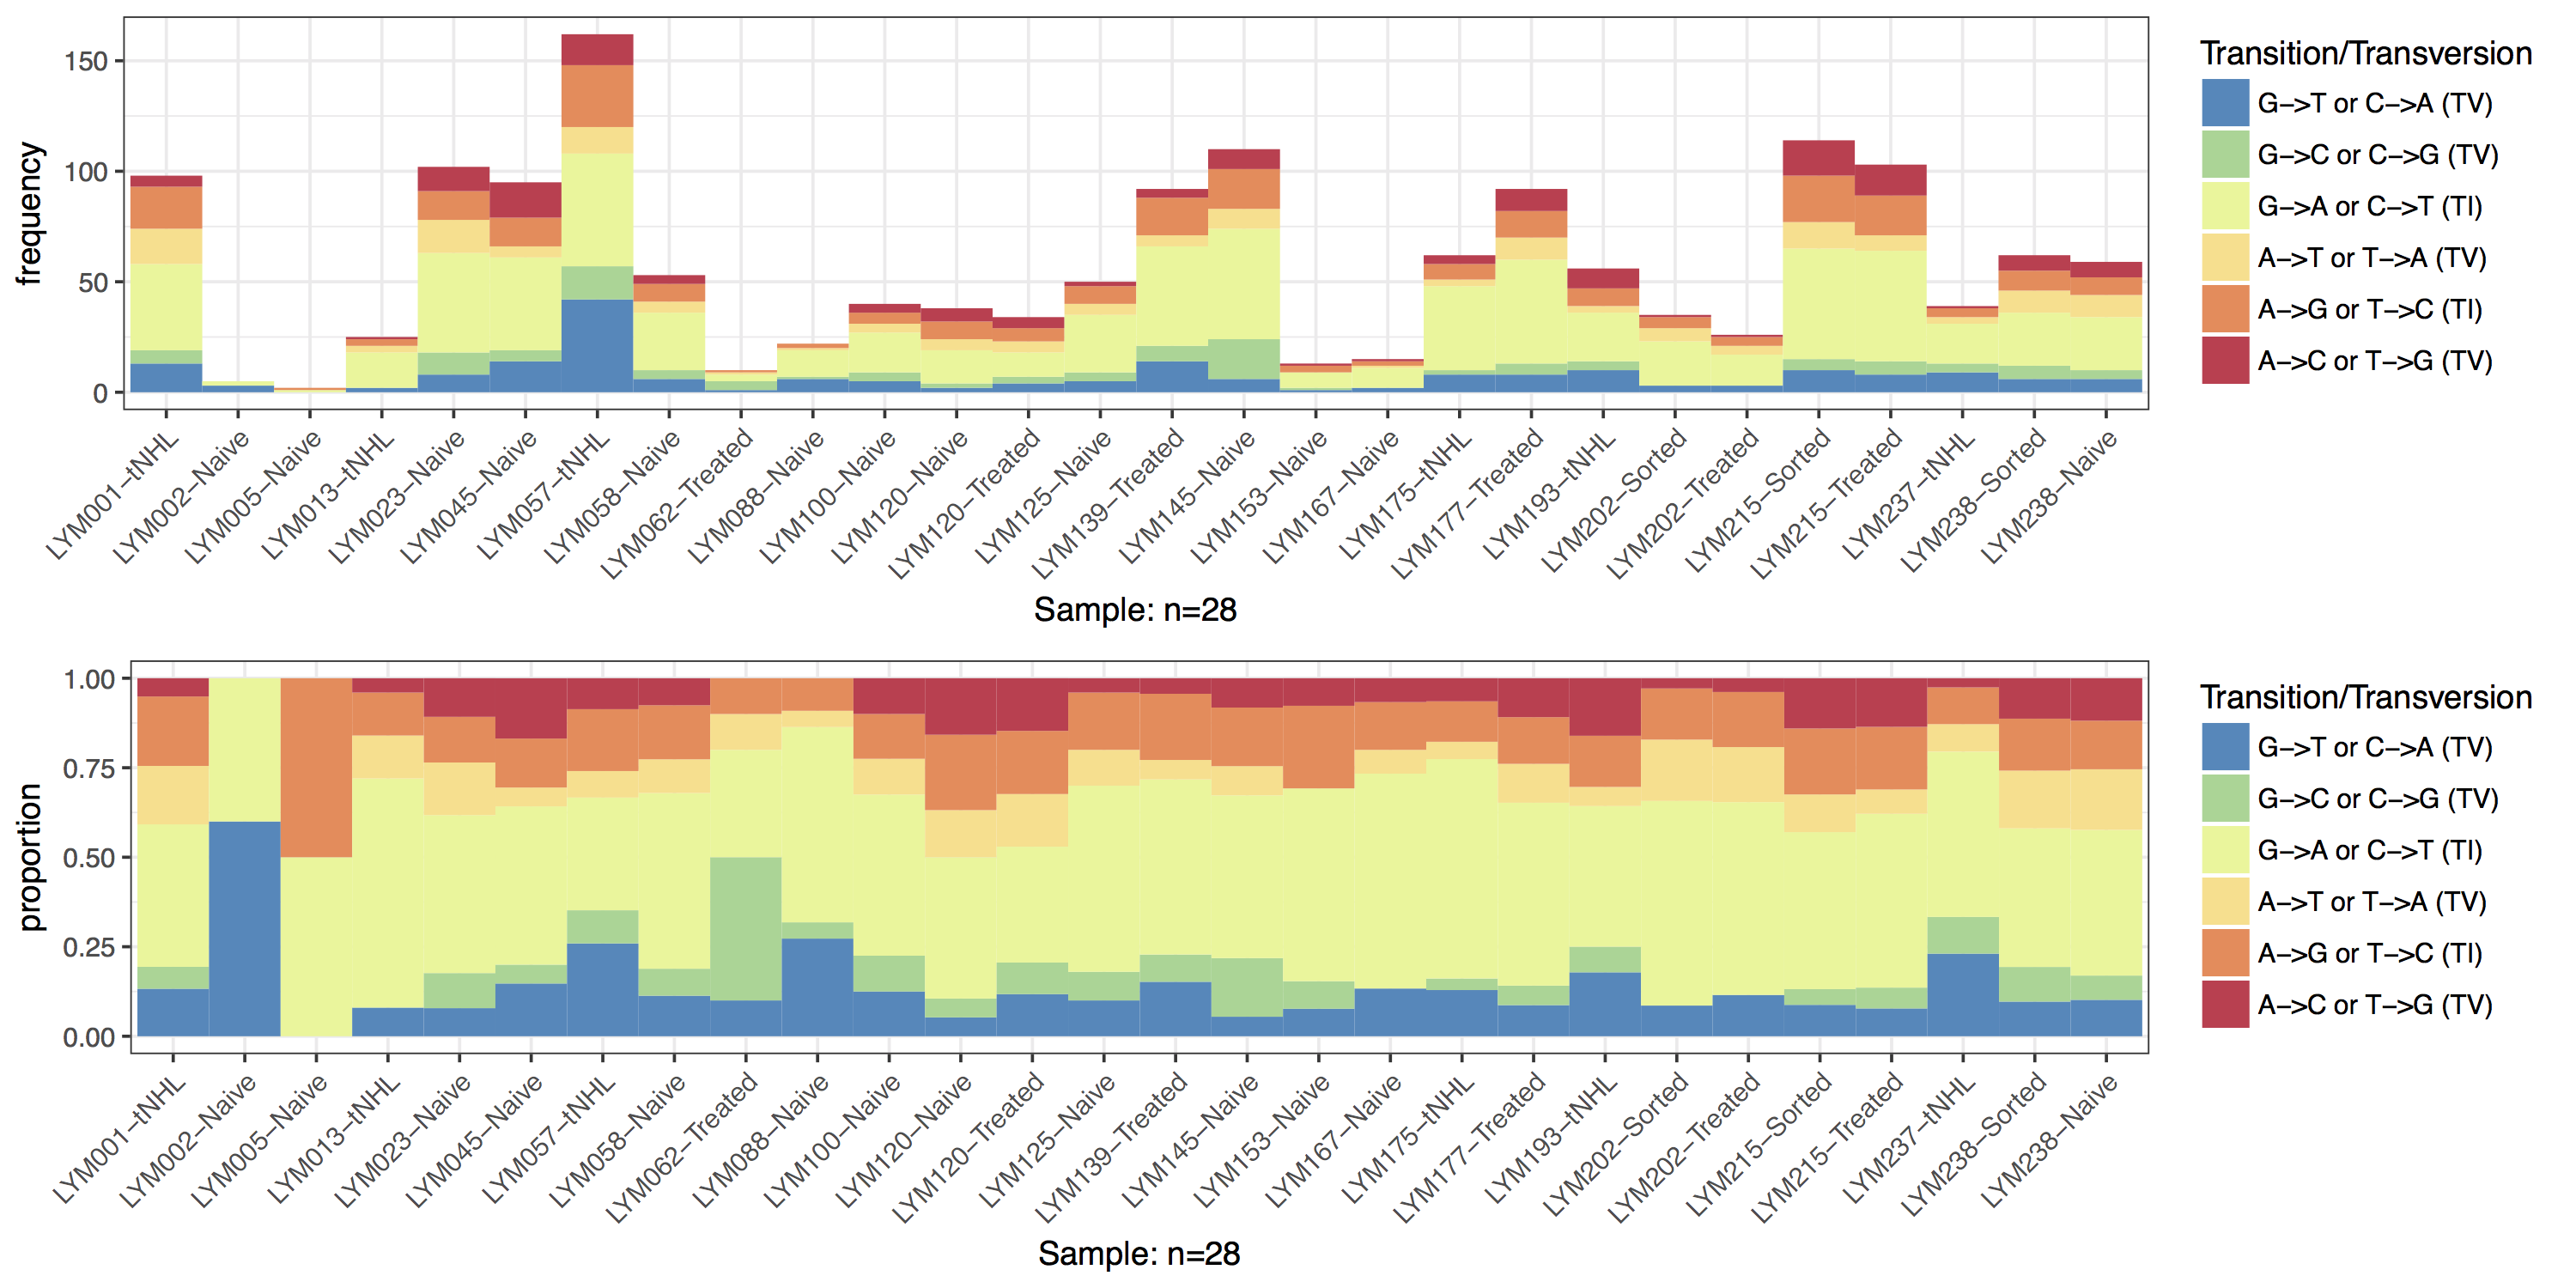 frequency
150
100
50
0
LYM001−tNHL
LYM002−Naive
LYM005−Naive
LYM013−tNHL
LYM023−Naive
LYM045−Naive
LYM057−tNHL
LYM058−Naive
LYM062−Treated
LYM088−Naive
LYM100−Naive
LYM120−Naive
LYM120−Treated
LYM125−Naive
LYM139−Treated
LYM145−Naive
LYM153−Naive
LYM167−Naive
LYM175−tNHL
LYM177−Treated
LYM193−tNHL
LYM202−Sorted
LYM202−Treated
LYM215−Sorted
LYM215−Treated
LYM237−tNHL
LYM238−Sorted
LYM238−Naive
Sample: n=28
Transition/Transversion
G−>T or C−>A (TV)
G−>C or C−>G (TV)
G−>A or C−>T (TI)
A−>T or T−>A (TV)
A−>G or T−>C (TI)
A−>C or T−>G (TV)
proportion
1.00
0.75
0.50
0.25
0.00
LYM001−tNHL
LYM002−Naive
LYM005−Naive
LYM013−tNHL
LYM023−Naive
LYM045−Naive
LYM057−tNHL
LYM058−Naive
LYM062−Treated
LYM088−Naive
LYM100−Naive
LYM120−Naive
LYM120−Treated
LYM125−Naive
LYM139−Treated
LYM145−Naive
LYM153−Naive
LYM167−Naive
LYM175−tNHL
LYM177−Treated
LYM193−tNHL
LYM202−Sorted
LYM202−Treated
LYM215−Sorted
LYM215−Treated
LYM237−tNHL
LYM238−Sorted
LYM238−Naive
Sample: n=28
Transition/Transversion
G−>T or C−>A (TV)
G−>C or C−>G (TV)
G−>A or C−>T (TI)
A−>T or T−>A (TV)
A−>G or T−>C (TI)
A−>C or T−>G (TV)